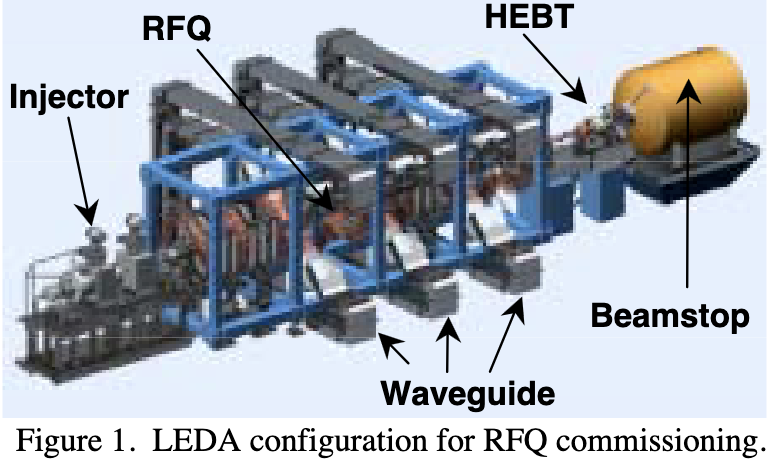 RFQ
HEBT
Injector
Beamstop
Waveguide
Figure 1.  LEDA configuration for RFQ commissioning.